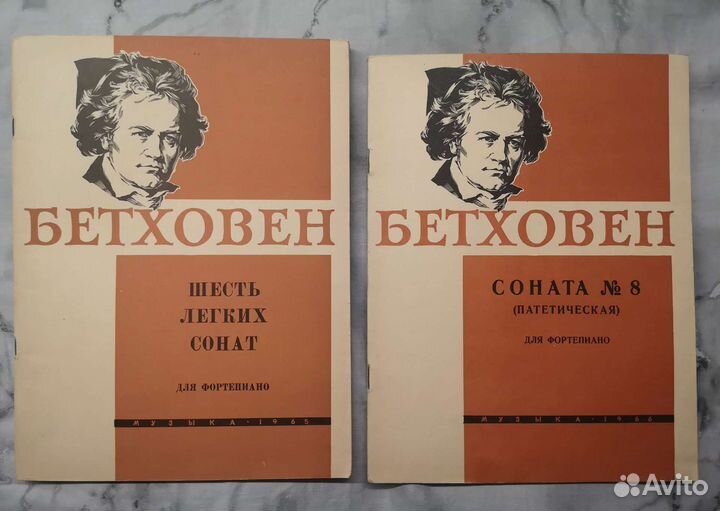 БЕТХОВЕН
ШЕСТЬ
ЛЕГКИХ
СОНАТ
ДЛЯ ФОРТЕПИАНО
МУЗЫКА · 1965
БЕТХОВЕН
СОНАТА № 8
(ПАТЕТИЧЕСКАЯ)
ДЛЯ ФОРТЕПИАНО
МУЗЫКА · 1966
Avito